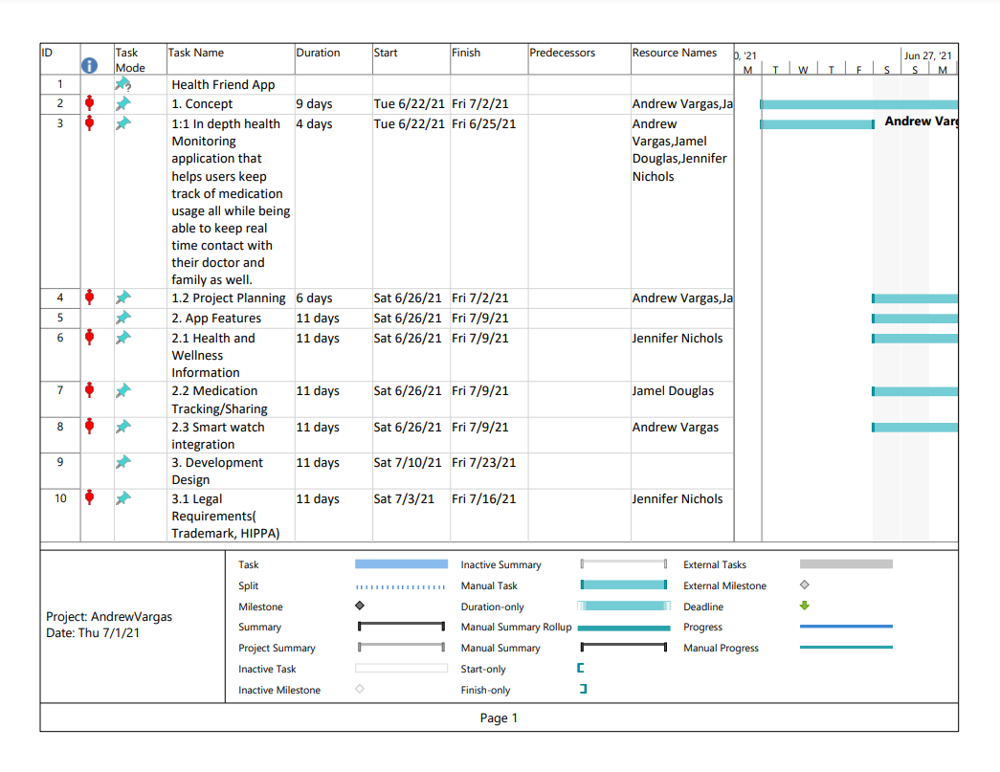 ID Task Mode Task Name Duration Start Finish Predecessors Resource Names 0, '21 Jun 27, '21
M T W T F S S M
1 Health Friend App
2 1. Concept 9 days Tue 6/22/21 Fri 7/2/21 Andrew Vargas,Ja
3 1:1 In depth health 4 days Tue 6/22/21 Fri 6/25/21 Andrew Andrew Varg
Monitoring Vargas,Jamel
application that Douglas,Jennifer
helps users keep Nichols
track of medication
usage all while being
able to keep real
time contact with
their doctor and
family as well.
4 1.2 Project Planning 6 days Sat 6/26/21 Fri 7/2/21 Andrew Vargas,Ja
5 2. App Features 11 days Sat 6/26/21 Fri 7/9/21
6 2.1 Health and 11 days Sat 6/26/21 Fri 7/9/21 Jennifer Nichols
Wellness
Information
7 2.2 Medication 11 days Sat 6/26/21 Fri 7/9/21 Jamel Douglas
Tracking/Sharing
8 2.3 Smart watch 11 days Sat 6/26/21 Fri 7/9/21 Andrew Vargas
integration
9 3. Development 11 days Sat 7/10/21 Fri 7/23/21
Design
10 3.1 Legal 11 days Sat 7/3/21 Fri 7/16/21 Jennifer Nichols
Requirements(
Trademark, HIPPA)
Project: AndrewVargas
Date: Thu 7/1/21
Task Inactive Summary External Tasks
Split Manual Task External Milestone
Milestone Duration-only Deadline
Summary Manual Summary Rollup Progress
Project Summary Manual Summary Manual Progress
Inactive Task Start-only
Inactive Milestone Finish-only
Page 1